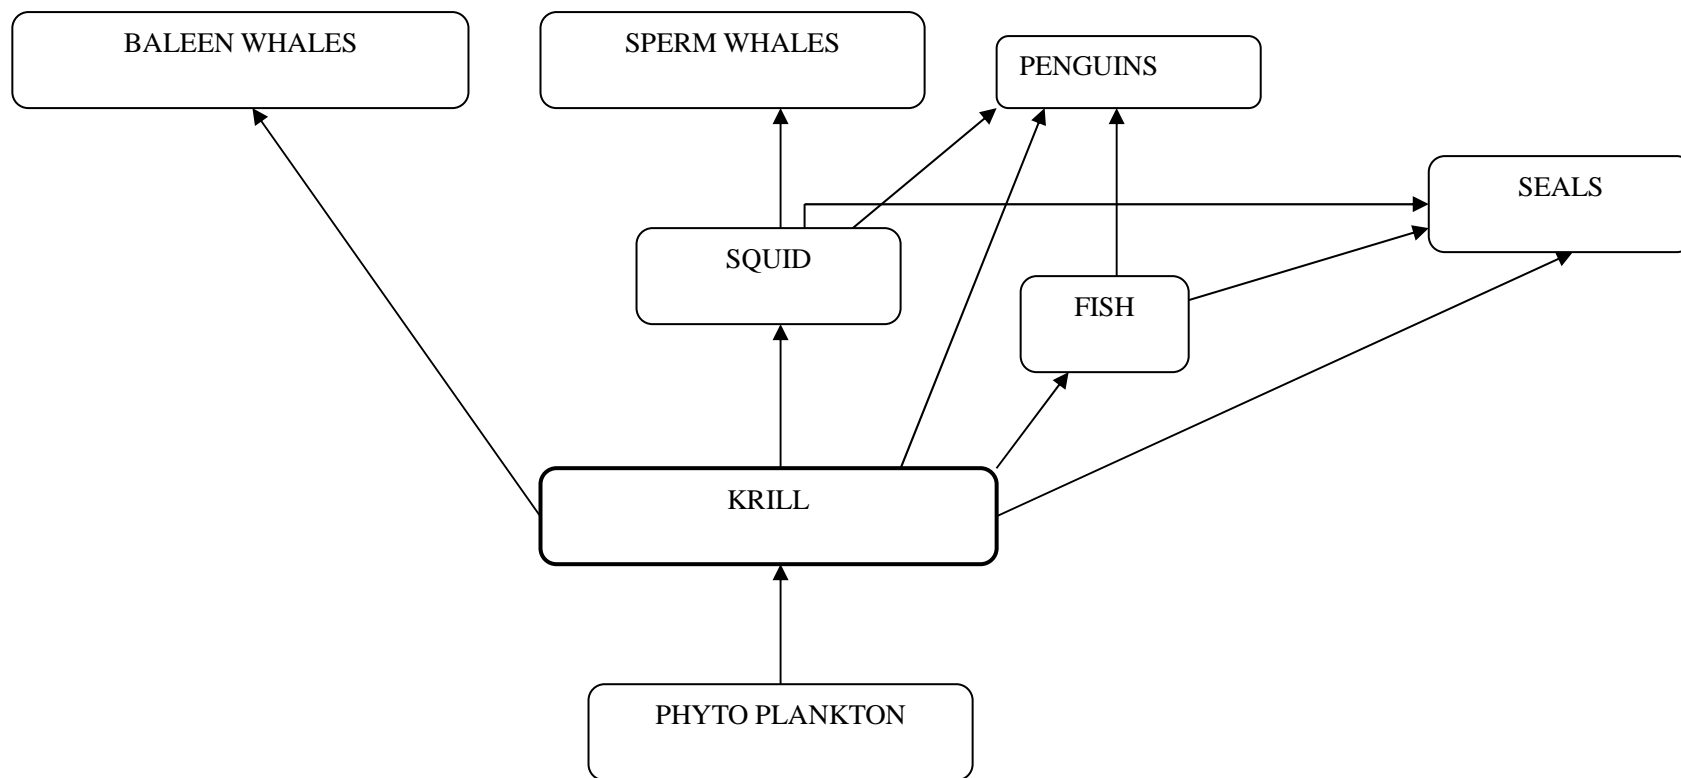 BALEEN WHALES
SPERM WHALES
PENGUINS
SEALS
SQUID
FISH
KRILL
PHYTO PLANKTON